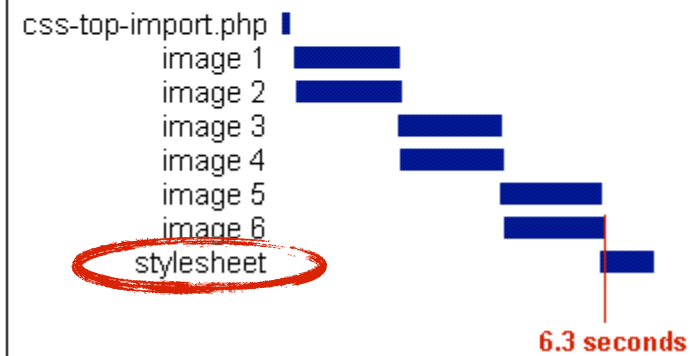 css-top-import.php
image 1
image 2
image 3
image 4
image 5
image 6
stylesheet
6.3 seconds